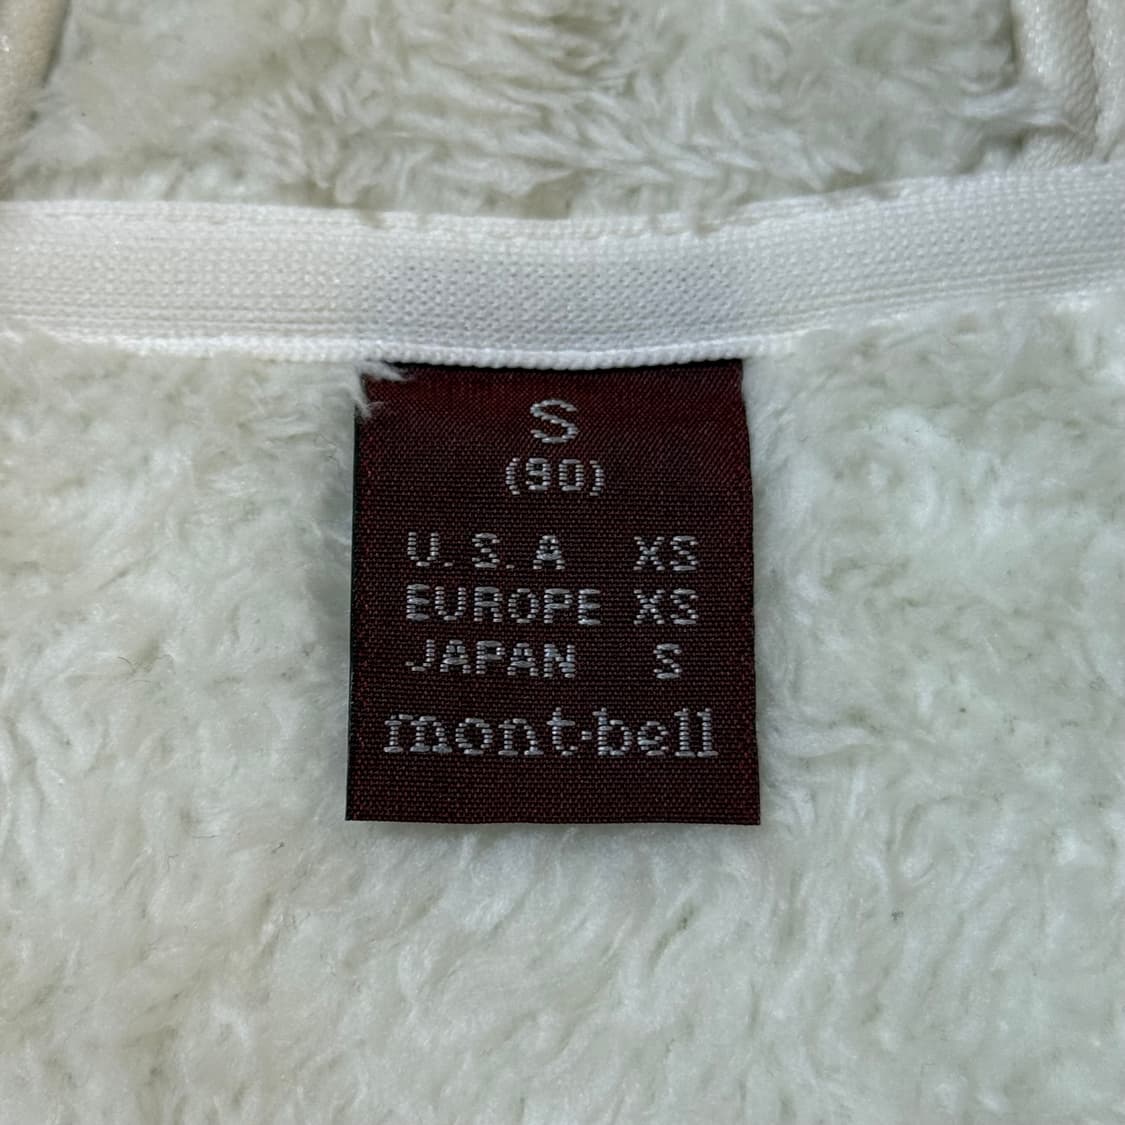 S
(90)
U.S.A XS
EUROPE XS
JAPAN S
mont-bell